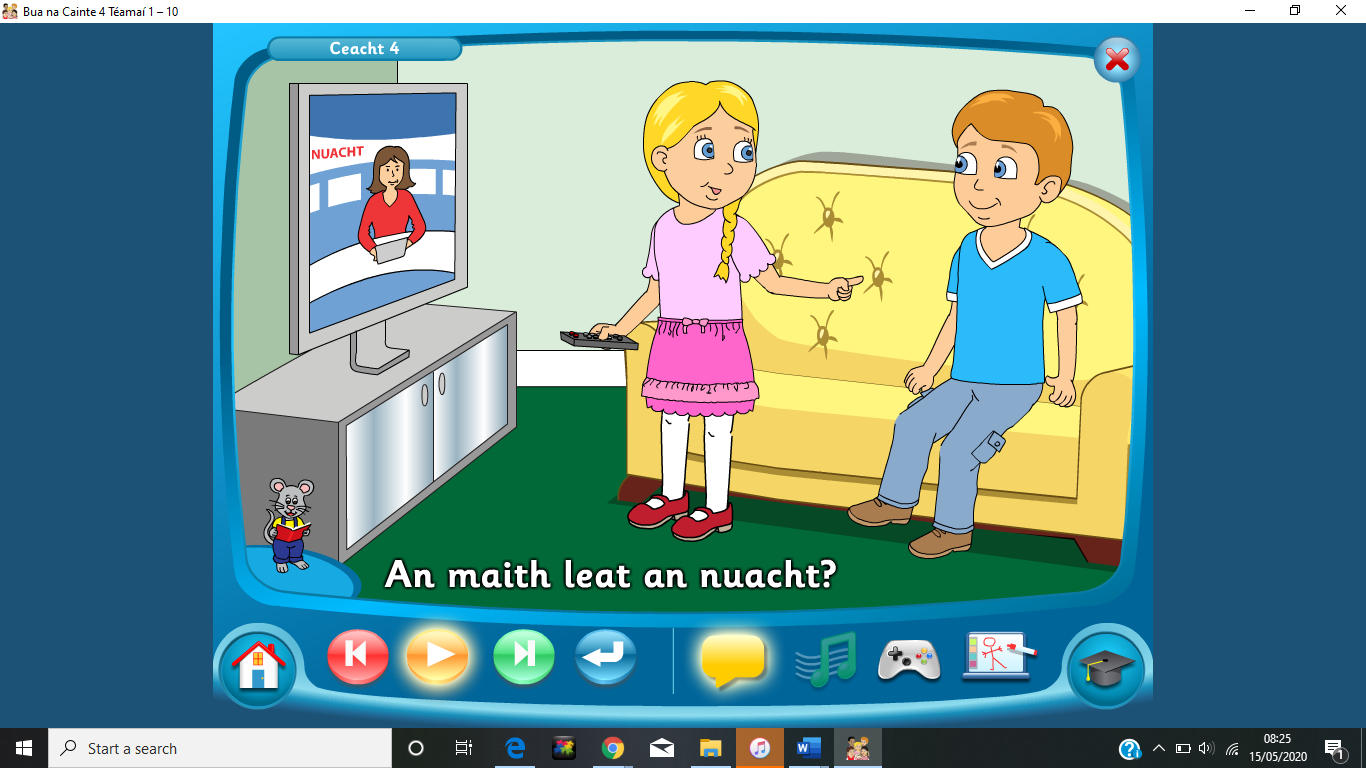 Bua na Cainte 4 Téamaí 1 – 10
Ceacht 4
NUACHT
An maith leat an nuacht?
Start a search
08:25
15/05/2020
1